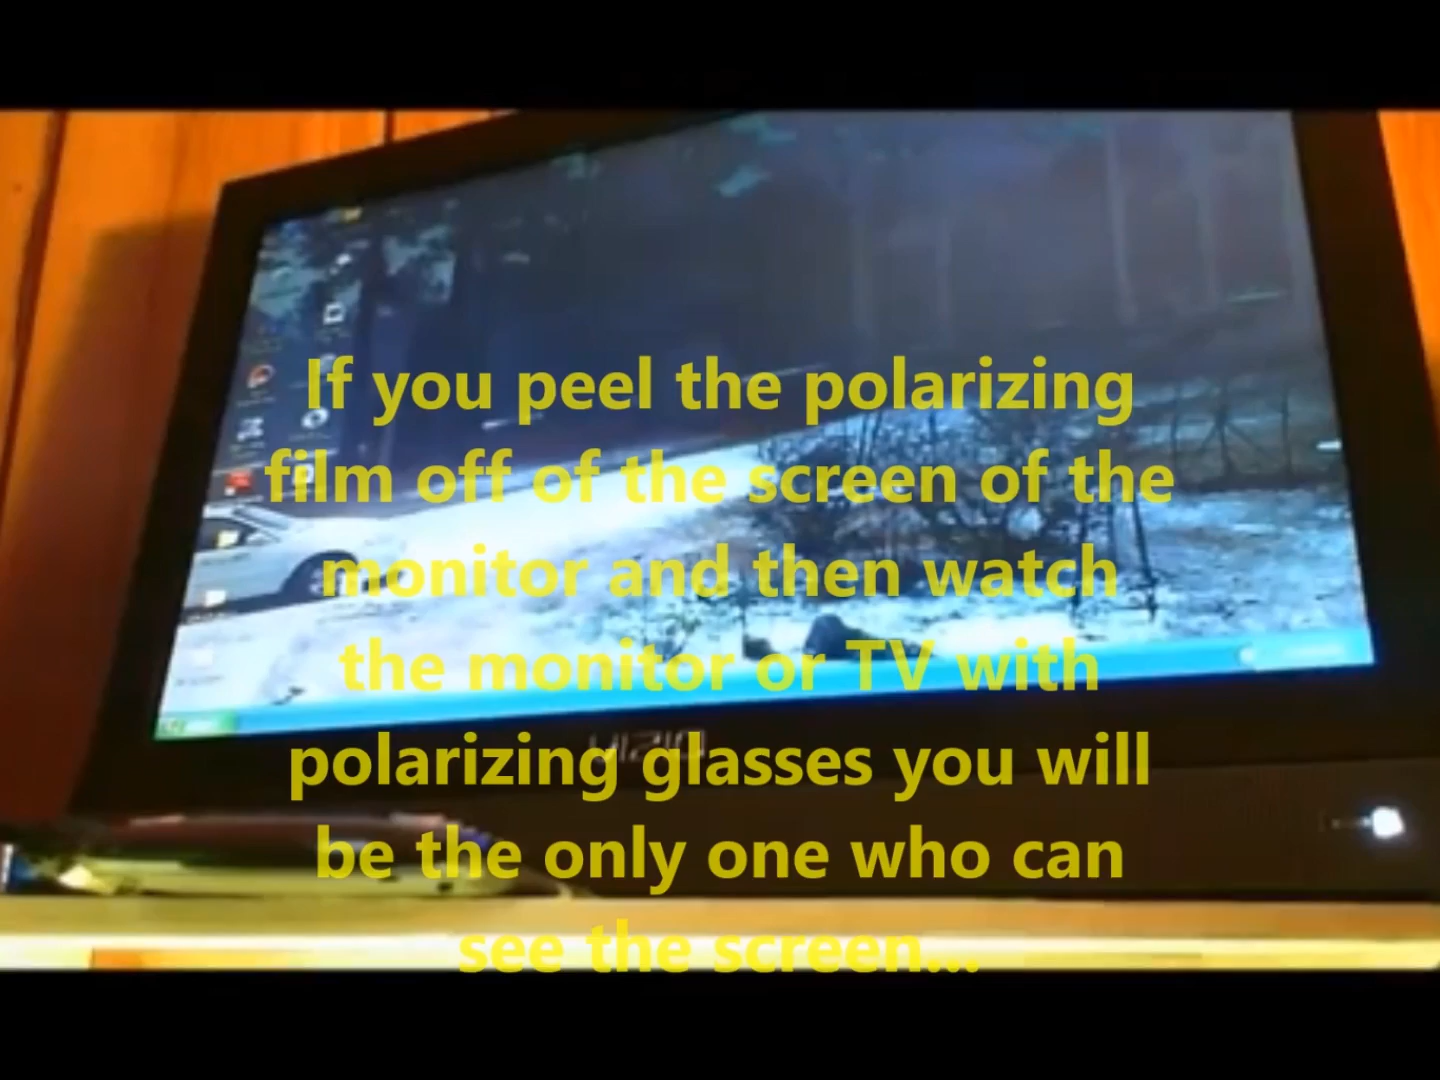 If you peel the polarizing
film off of the screen of the
monitor and then watch
the monitor or TV with
polarizing glasses you will
be the only one who can
see the screen...
VIZIO